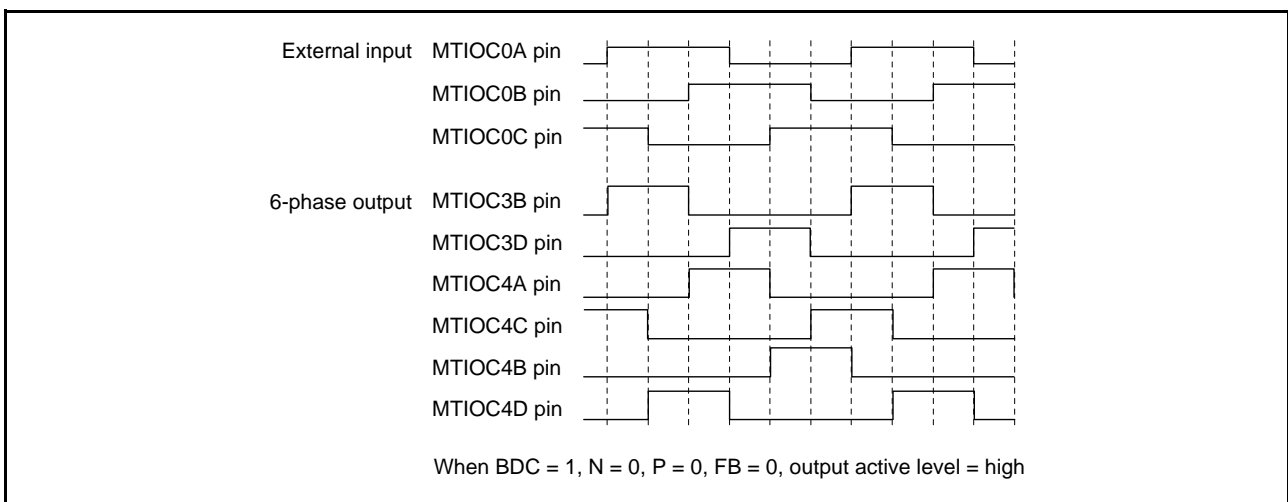 External input MTIOC0A pin
MTIOC0B pin
MTIOC0C pin
6-phase output MTIOC3B pin
MTIOC3D pin
MTIOC4A pin
MTIOC4C pin
MTIOC4B pin
MTIOC4D pin
When BDC = 1, N = 0, P = 0, FB = 0, output active level = high